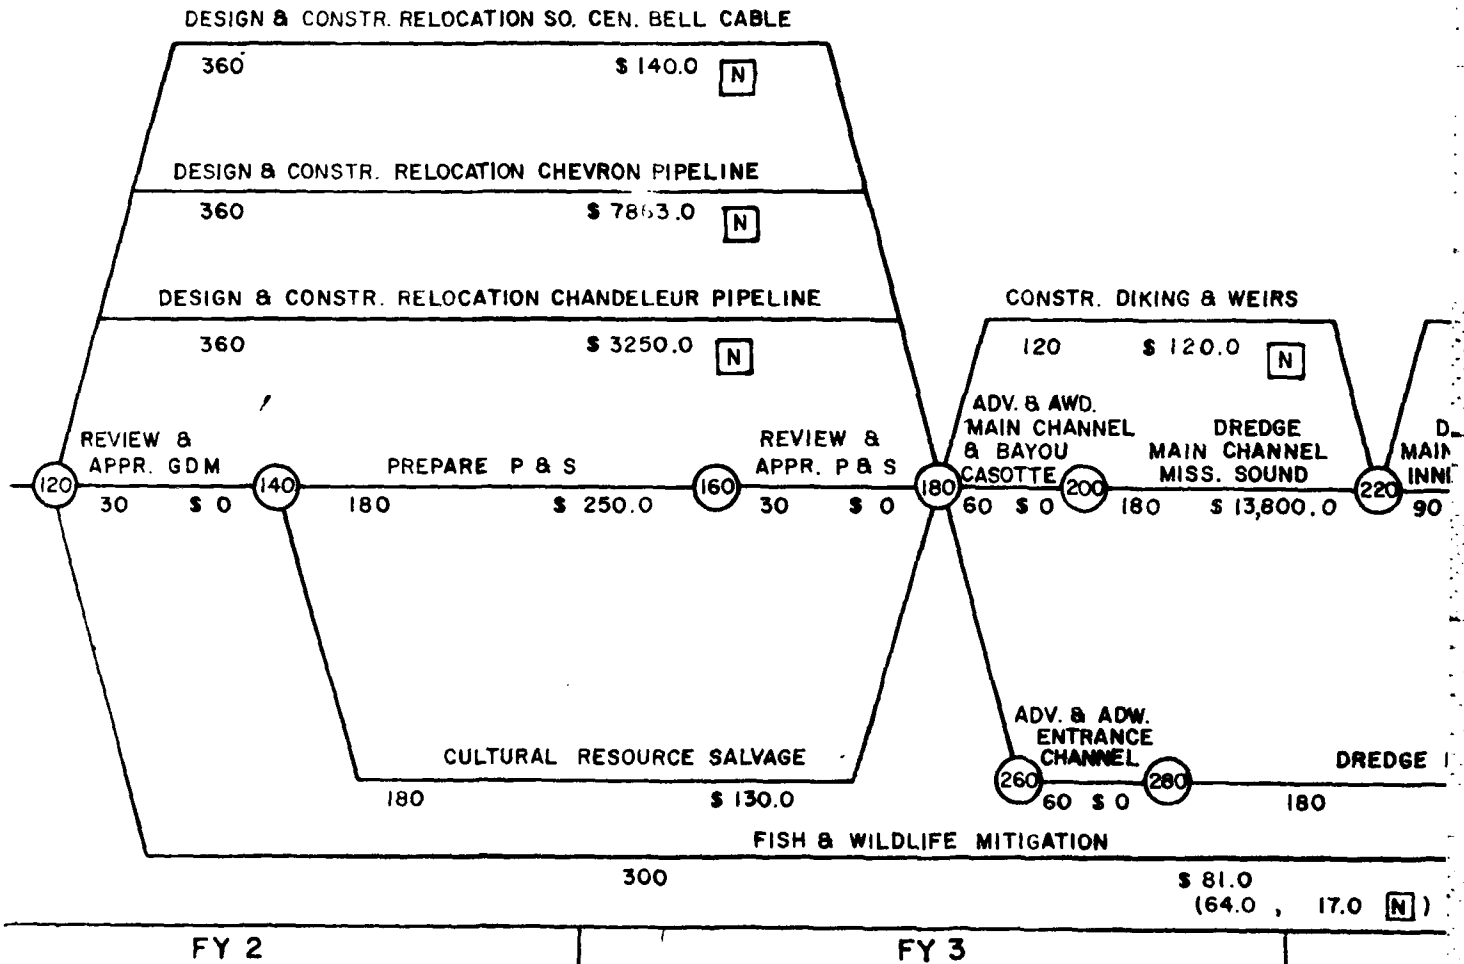 DESIGN & CONSTR. RELOCATION SO. CEN. BELL CABLE
360 $ 140.0 N
DESIGN & CONSTR. RELOCATION CHEVRON PIPELINE
360 $ 7863.0 N
DESIGN & CONSTR. RELOCATION CHANDELEUR PIPELINE
360 $ 3250.0 N
CONSTR. DIKING & WEIRS
120 $ 120.0 N
REVIEW &
APPR. GDM
120
30 $ 0
140
PREPARE P & S
180 $ 250.0
160
REVIEW &
APPR. P & S
30 $ 0
180
ADV. & AWD.
MAIN CHANNEL
& BAYOU
CASOTTE
60 $ 0
200
DREDGE
MAIN CHANNEL
MISS. SOUND
180 $ 13,800.0
220
D
MAIN
INN
90
CULTURAL RESOURCE SALVAGE
180 $ 130.0
ADV. & ADW.
ENTRANCE
CHANNEL
260
60 $ 0
280
DREDGE
180
FISH & WILDLIFE MITIGATION
300 $ 81.0
(64.0 , 17.0 N )
FY 2 FY 3